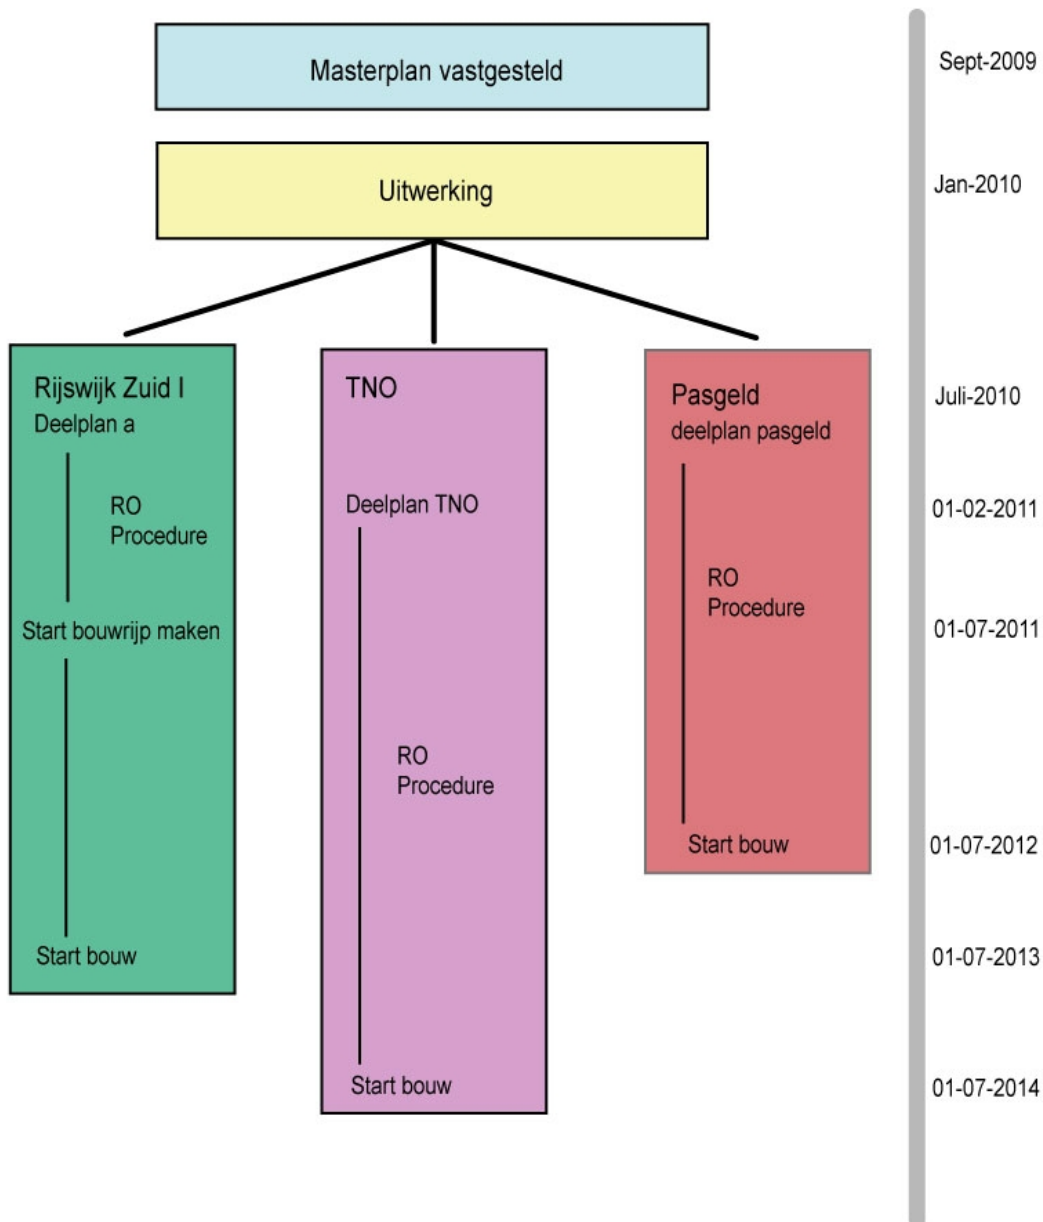 Masterplan vastgesteld
Sept-2009
Uitwerking
Jan-2010
Rijswijk Zuid I
Deelplan a
RO
Procedure
Start bouwrijp maken
Start bouw
TNO
Deelplan TNO
RO
Procedure
Start bouw
Pasgeld
deelplan pasgeld
RO
Procedure
Start bouw
Juli-2010
01-02-2011
01-07-2011
01-07-2012
01-07-2013
01-07-2014